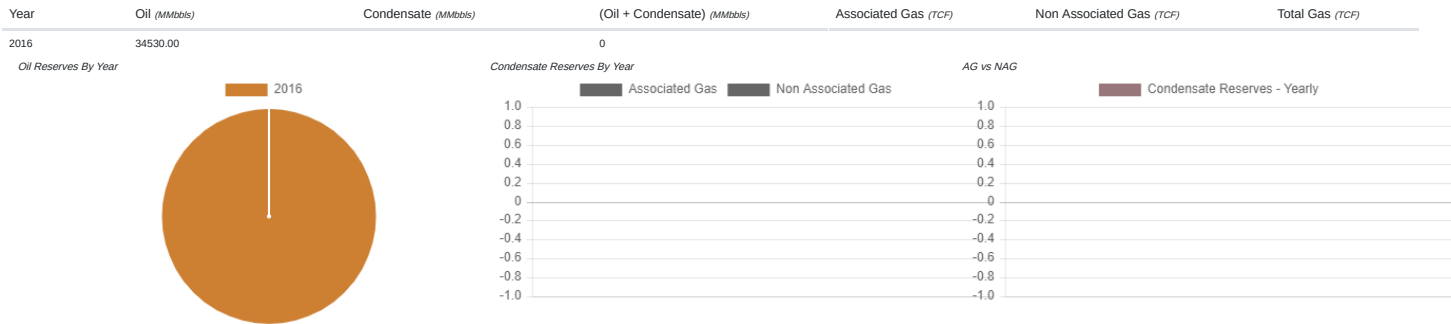 Year Oil (MMbbls) Condensate (MMbbls) (Oil + Condensate) (MMbbls) Associated Gas (TCF) Non Associated Gas (TCF) Total Gas (TCF)
2016 34530.00 0
Oil Reserves By Year Condensate Reserves By Year AG vs NAG
2016 Associated Gas Non Associated Gas Condensate Reserves - Yearly
1.0 1.0
0.8 0.8
0.6 0.6
0.4 0.4
0.2 0.2
0 0
-0.2 -0.2
-0.4 -0.4
-0.6 -0.6
-0.8 -0.8
-1.0 -1.0